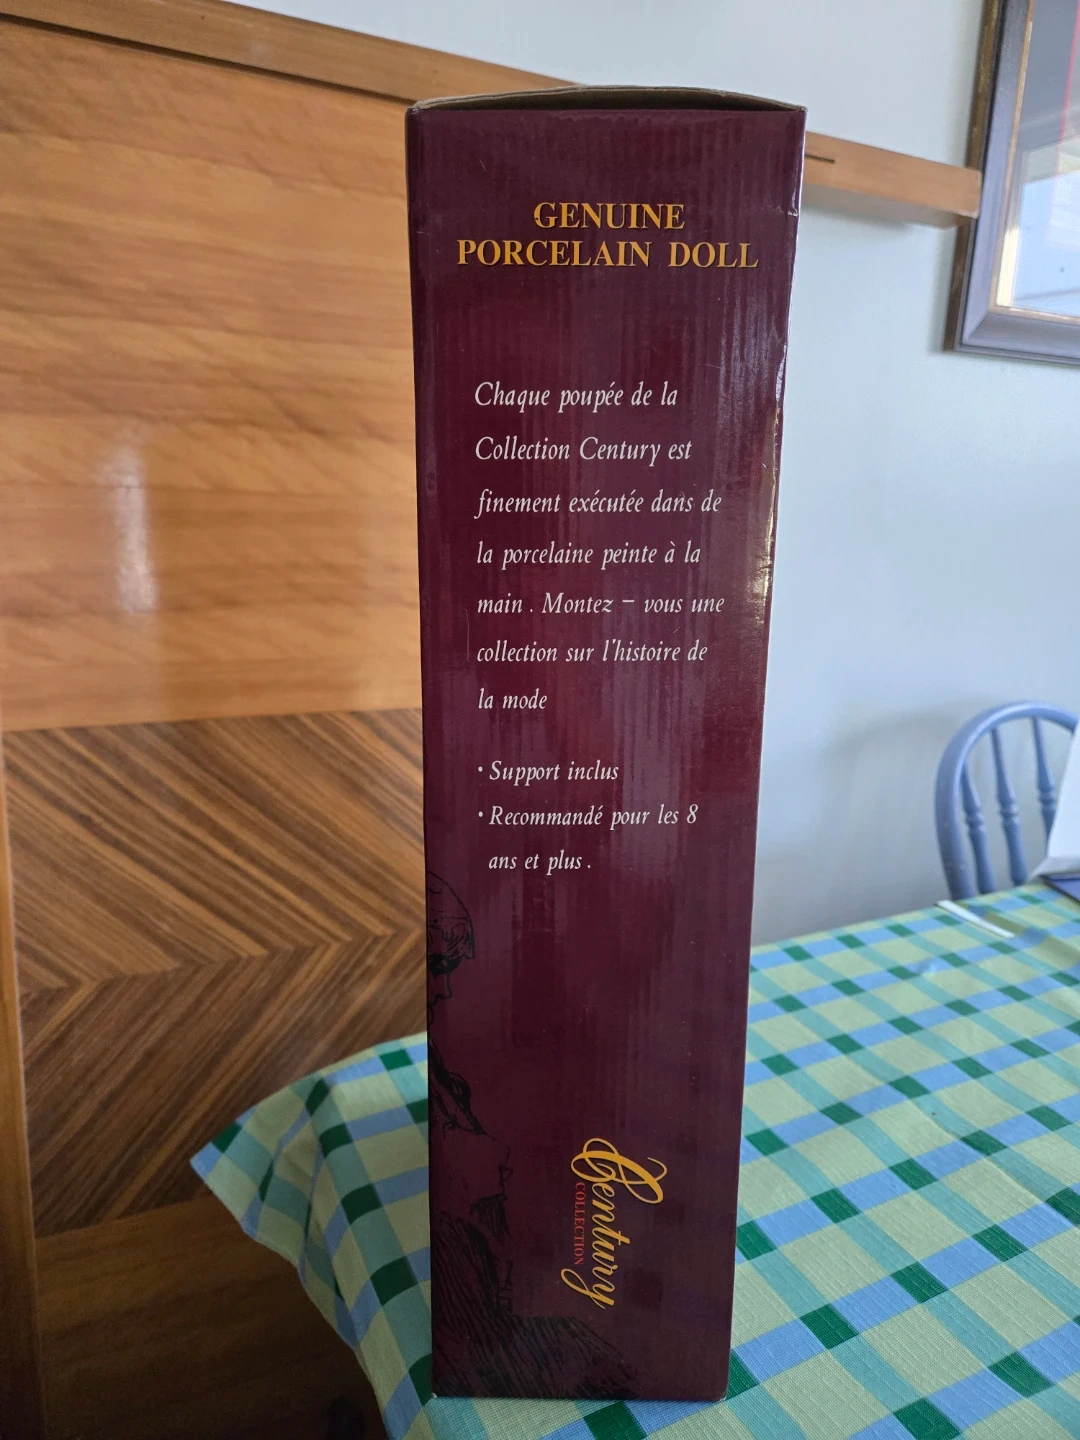 GENUINE
PORCELAIN DOLL
Chaque poupée de la
Collection Century est
finement exécutée dans de
la porcelaine peinte à la
main. Montez - vous une
collection sur l'histoire de
la mode
• Support inclus
• Recommandé pour les 8
ans et plus.
Century
COLLECTION